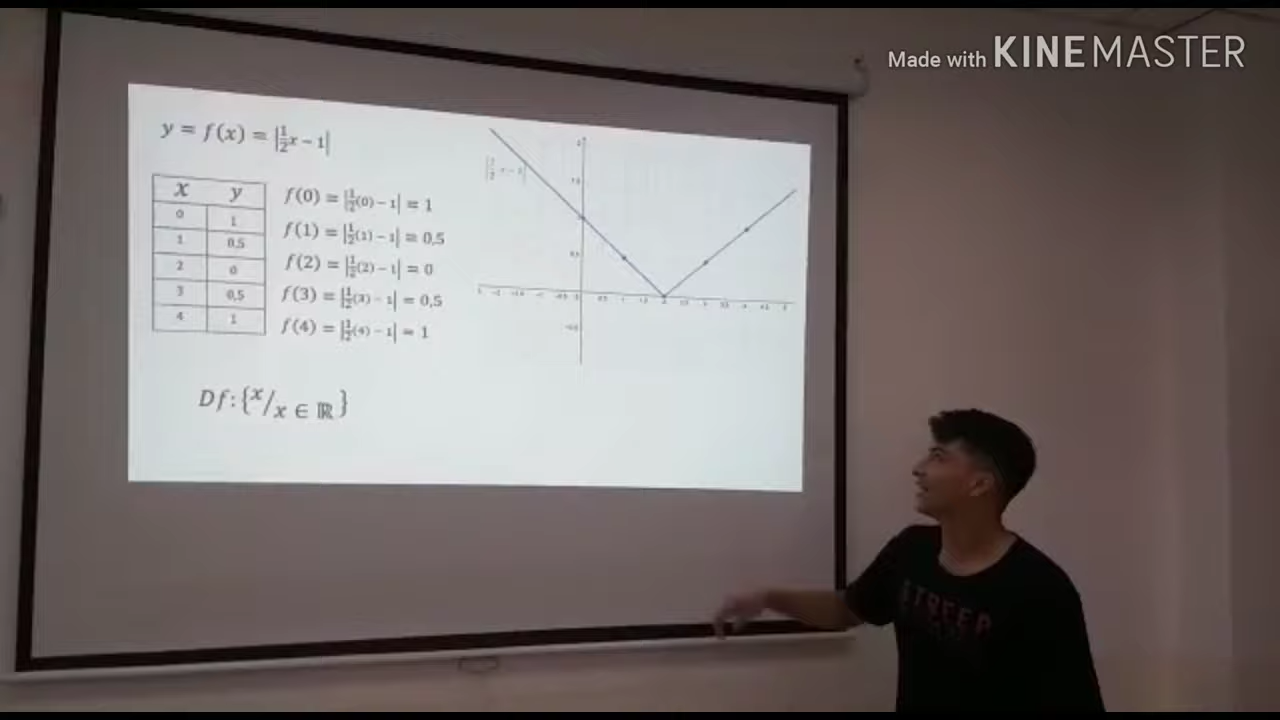 Made with KINEMASTER
y = f(x) = |1/2x − 1|
x y
0 1
1 0,5
2 0
3 0,5
4 1
f(0) = |1/2(0) − 1| = 1
f(1) = |1/2(1) − 1| = 0,5
f(2) = |1/2(2) − 1| = 0
f(3) = |1/2(3) − 1| = 0,5
f(4) = |1/2(4) − 1| = 1
Df: {x/x ∈ ℝ}
STREET